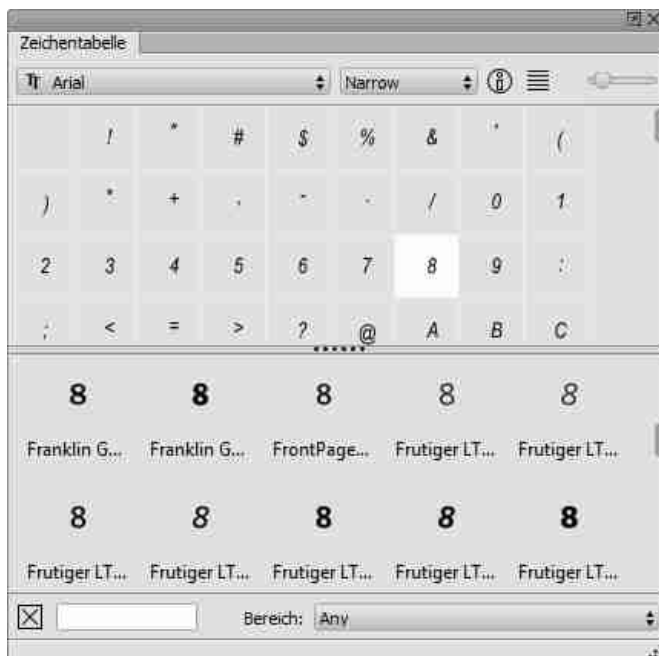 Zeichentabelle
Tr Arial Narrow
! " # $ % & ' (
) * + , - . / 0 1
2 3 4 5 6 7 8 9 :
; < = > ? @ A B C
8 8 8 8 8
Franklin G... Franklin G... FrontPage... Frutiger LT... Frutiger LT...
8 8 8 8 8
Frutiger LT... Frutiger LT... Frutiger LT... Frutiger LT... Frutiger LT...
Bereich: Any